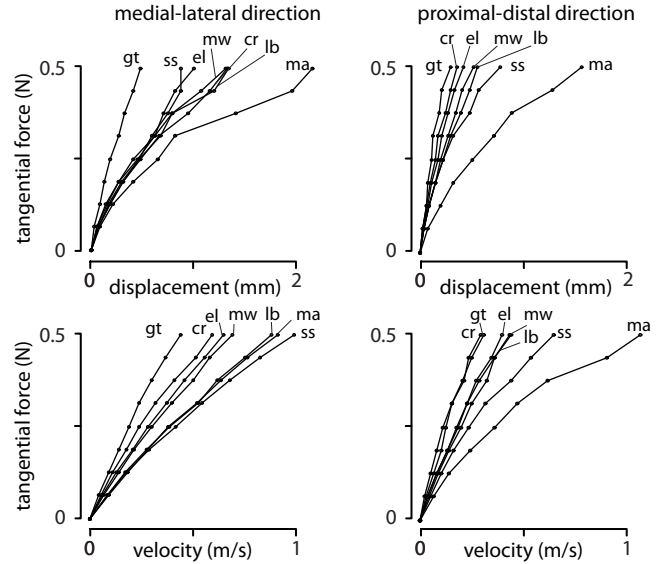 medial-lateral direction
proximal-distal direction
mw cr
gt ss el lb ma
cr el mw lb
gt ss ma
0.5
0
tangential force (N)
0 2
displacement (mm)
0.5
0
0 2
displacement (mm)
gt cr el mw lb ma ss
gt el mw
cr lb ss ma
0.5
0
tangential force (N)
0 1
velocity (m/s)
0.5
0
0 1
velocity (m/s)